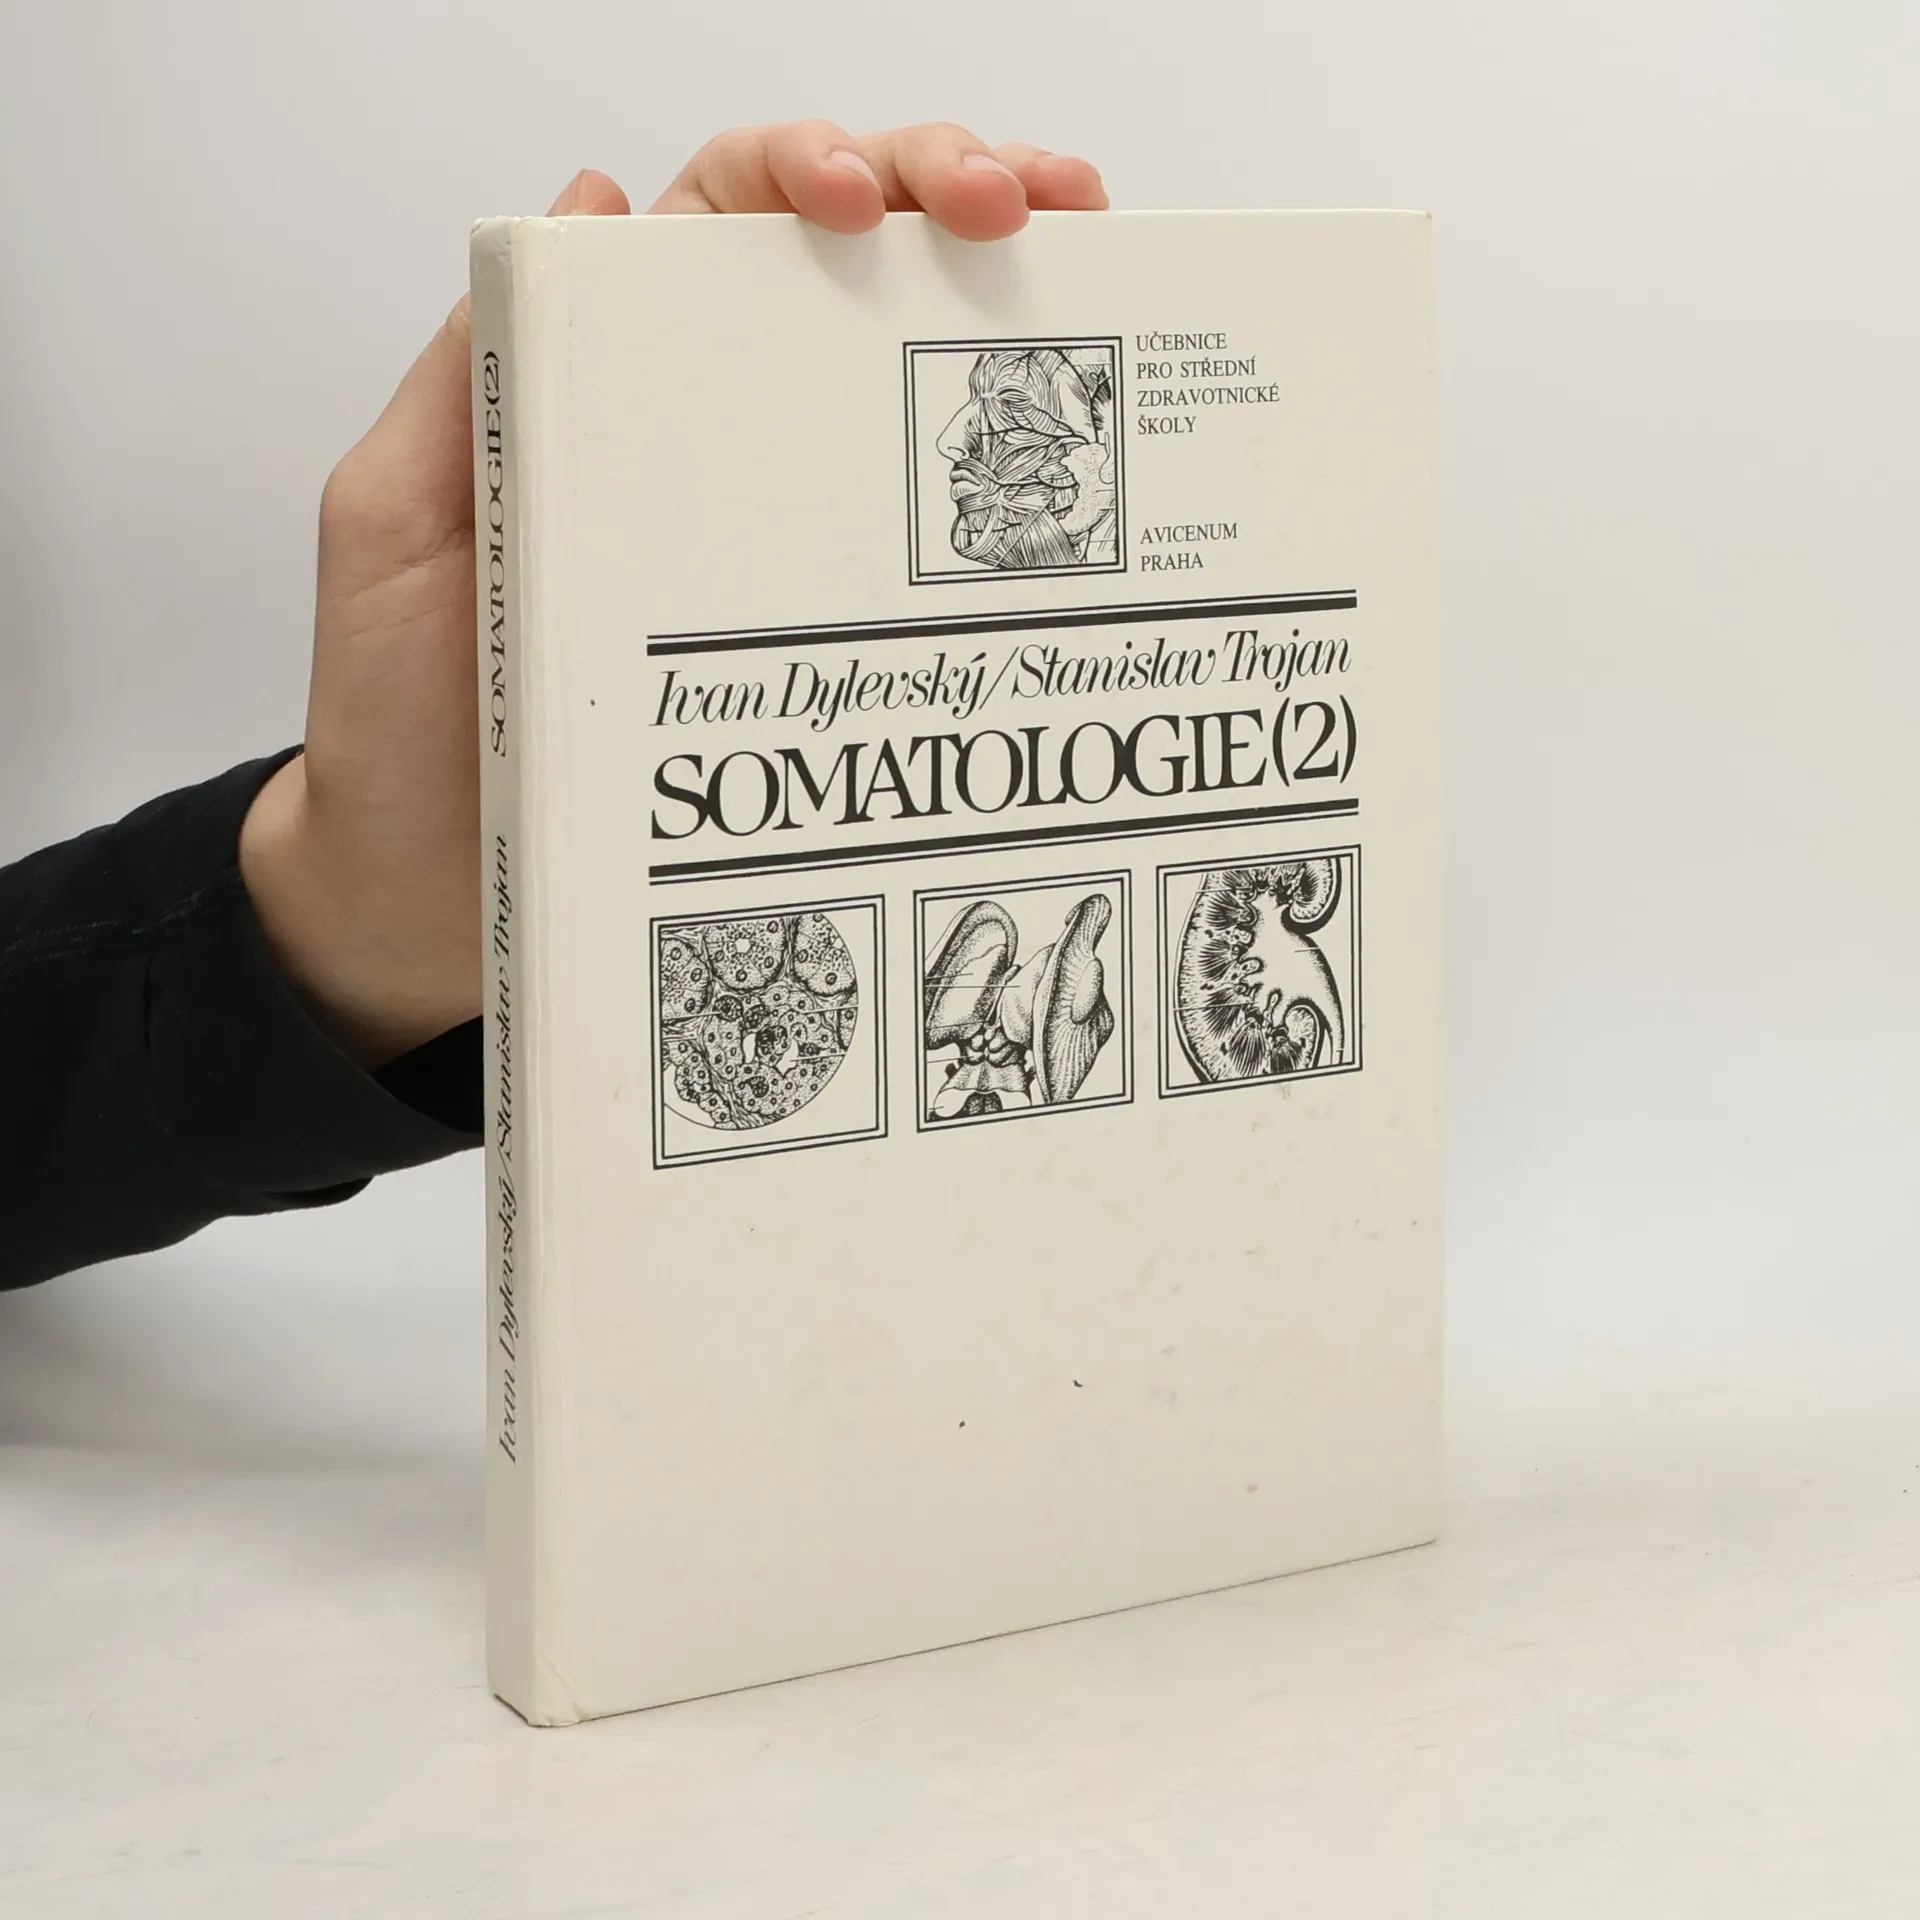 SOMATOLOGIE(2)
Ivan Dylevský/Stanislav Trojan
UČEBNICE
PRO STŘEDNÍ
ZDRAVOTNICKÉ
ŠKOLY
AVICENUM
PRAHA
Ivan Dylevský/Stanislav Trojan
SOMATOLOGIE(2)